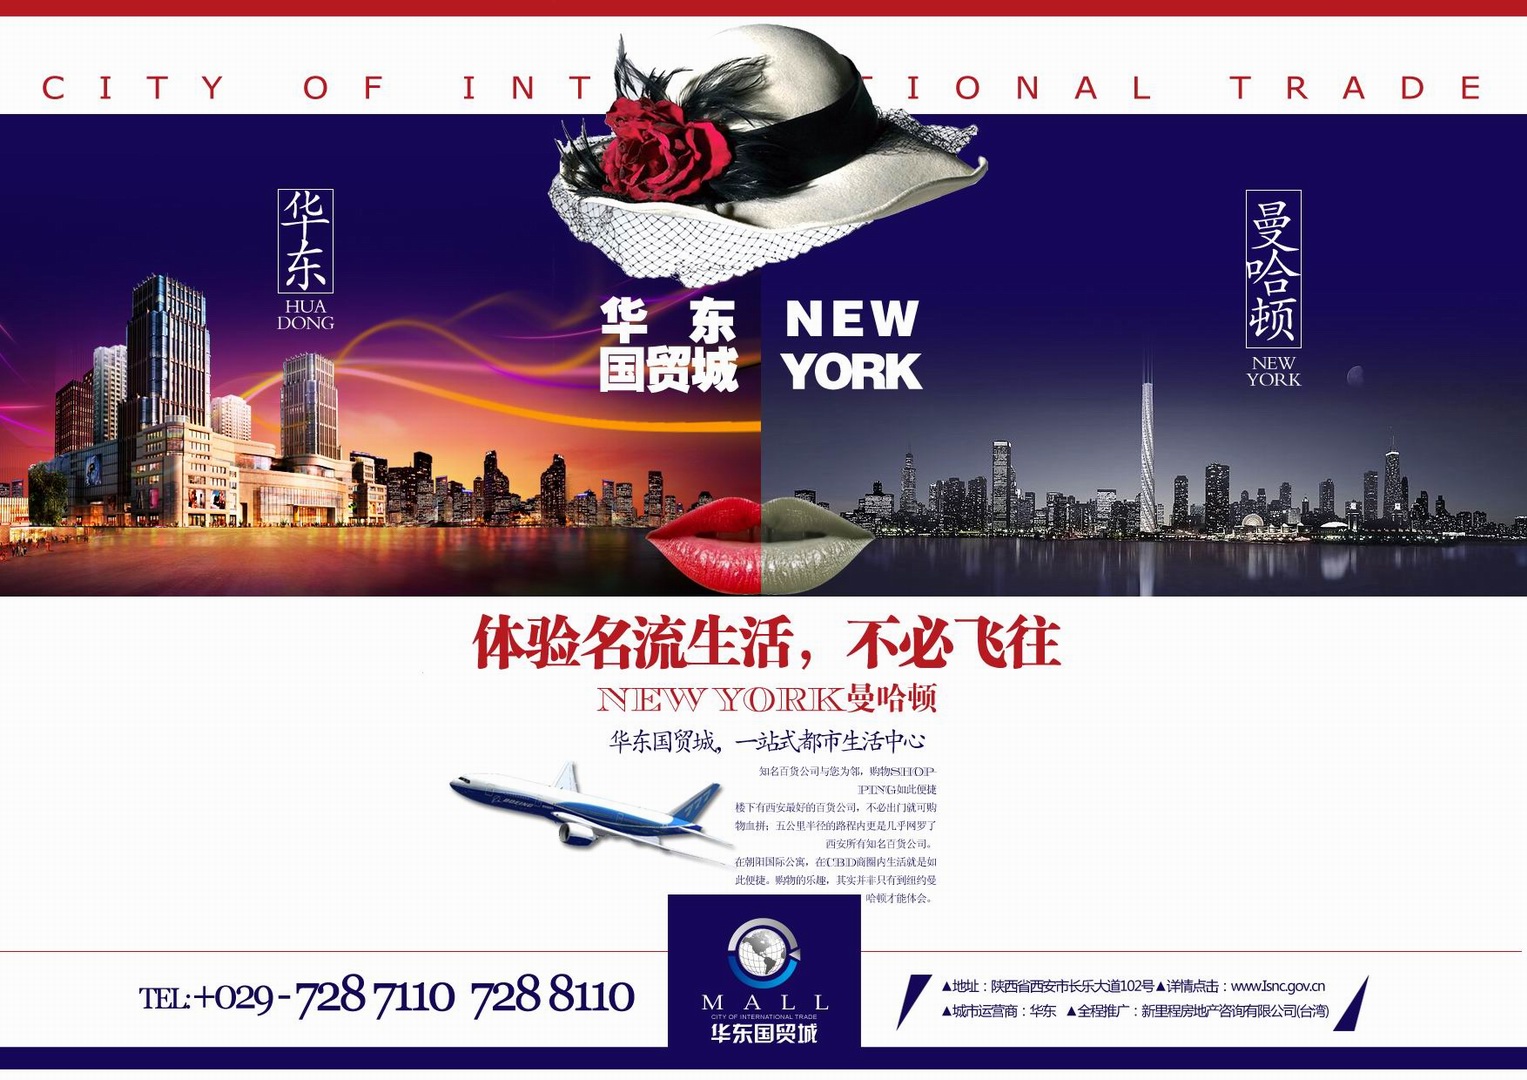 CITY OF INT TIONAL TRADE
华东
HUA
DONG
华 东
国贸城
NEW
YORK
曼哈顿
NEW
YORK
体验名流生活，不必飞往
NEW YORK曼哈顿
华东国贸城，一站式都市生活中心
知名百货公司与您为邻，购物SHOP-
PING如此便捷
楼下有西安最好的百货公司，不必出门就可购
物血拼；五公里半径的路程内更是几乎网罗了
西安所有知名百货公司。
在朝阳国际公寓，在CBD商圈内生活就是如
此便捷。购物的乐趣，其实并非只有到纽约曼
哈顿才能体会。
BOEING
777
TEL:+029-728 7110 728 8110
MALL
CITY OF INTERNATIONAL TRADE
华东国贸城
▲地址：陕西省西安市长乐大道102号▲详情点击：www.Isnc.gov.cn
▲城市运营商：华东 ▲全程推广：新里程房地产咨询有限公司(台湾)